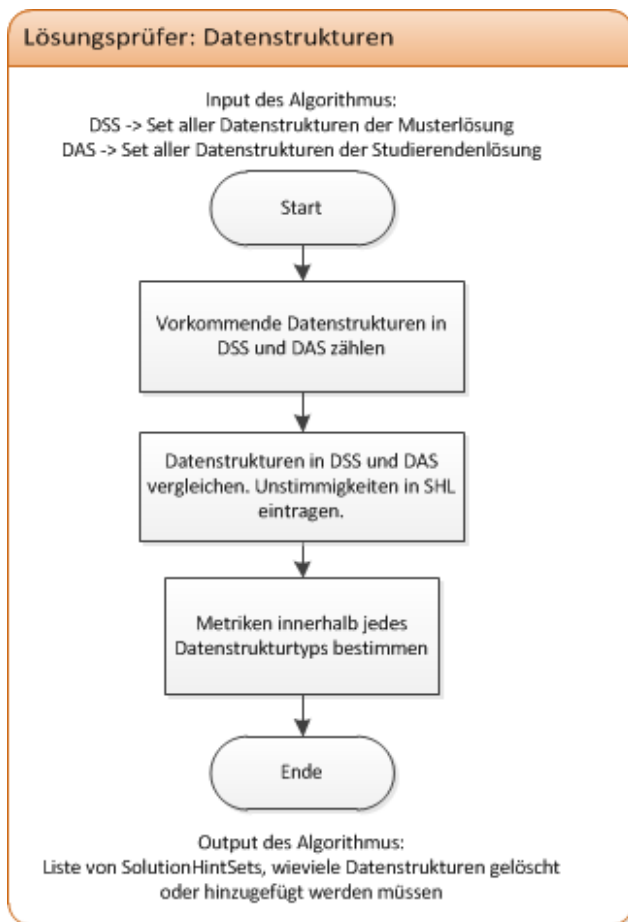 Lösungsprüfer: Datenstrukturen
Input des Algorithmus:
DSS -> Set aller Datenstrukturen der Musterlösung
DAS -> Set aller Datenstrukturen der Studierendenlösung
Start
Vorkommende Datenstrukturen in
DSS und DAS zählen
Datenstrukturen in DSS und DAS
vergleichen. Unstimmigkeiten in SHL
eintragen.
Metriken innerhalb jedes
Datenstrukturtyps bestimmen
Ende
Output des Algorithmus:
Liste von SolutionHintSets, wieviele Datenstrukturen gelöscht
oder hinzugefügt werden müssen